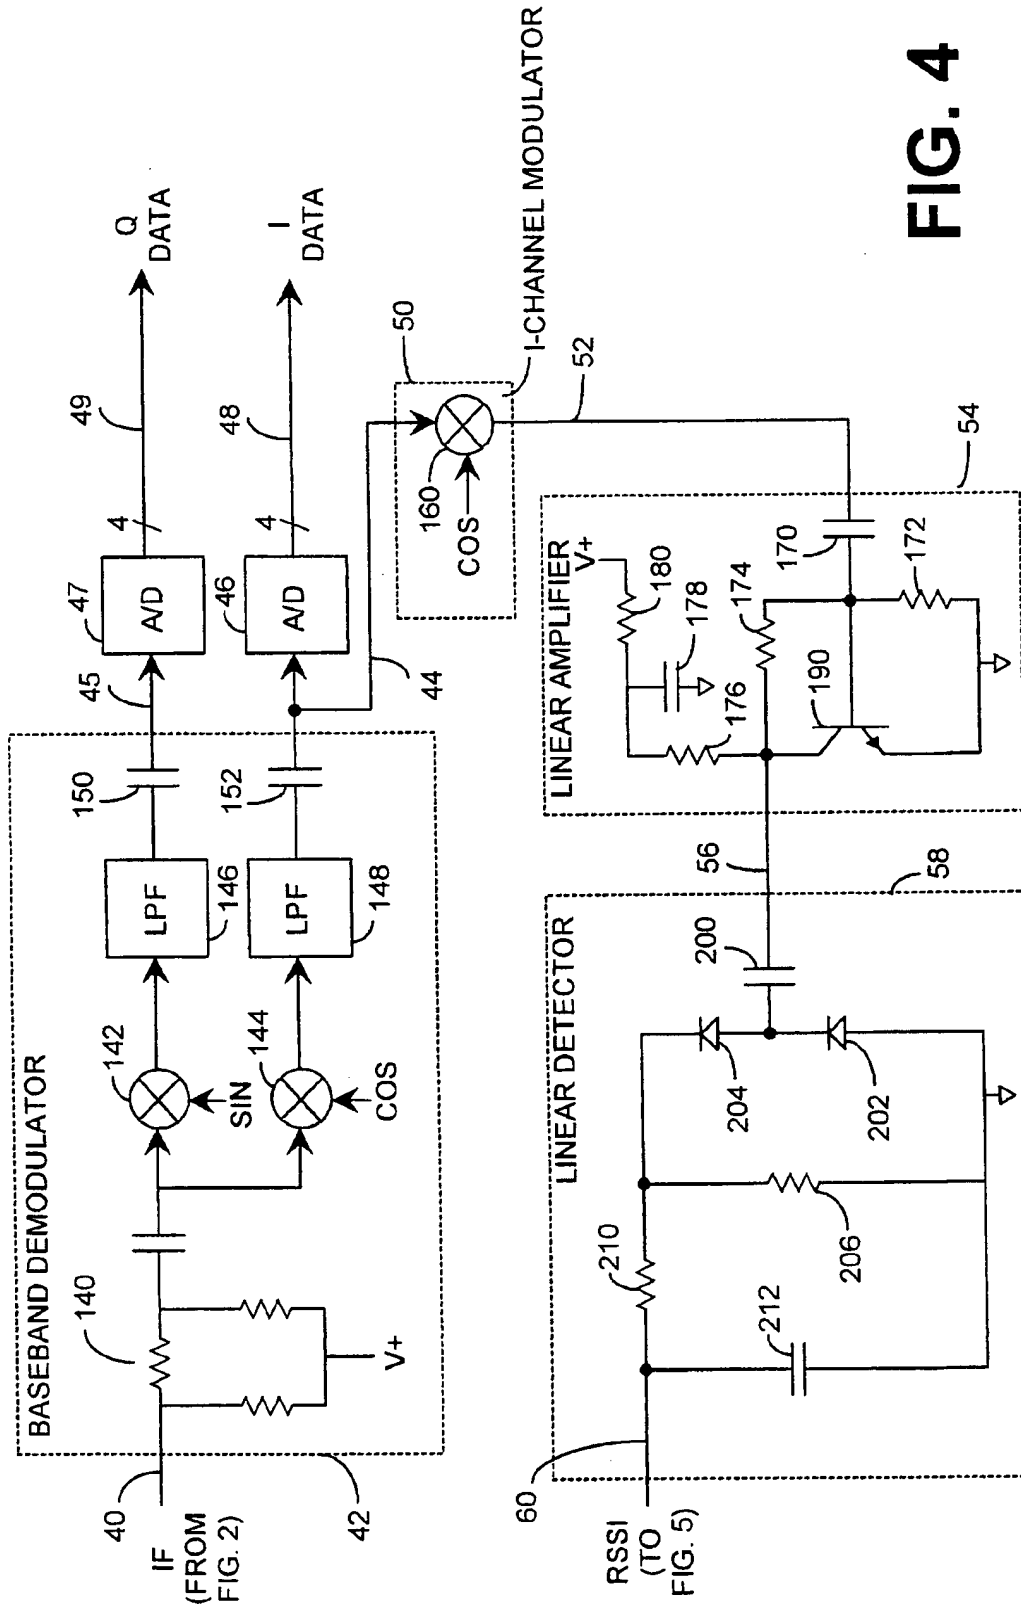 BASEBAND DEMODULATOR
40
IF
(FROM
FIG. 2)
42
140
V+
142
SIN
144
COS
LPF
146
LPF
148
150
152
45
47
A/D
46
A/D
4
4
49
48
Q
DATA
I
DATA
44
50
160
COS
I-CHANNEL MODULATOR
52
54
LINEAR AMPLIFIER
V+
180
178
176
174
170
172
190
56
58
LINEAR DETECTOR
200
204
202
206
210
212
60
RSSI
(TO
FIG. 5)
FIG. 4